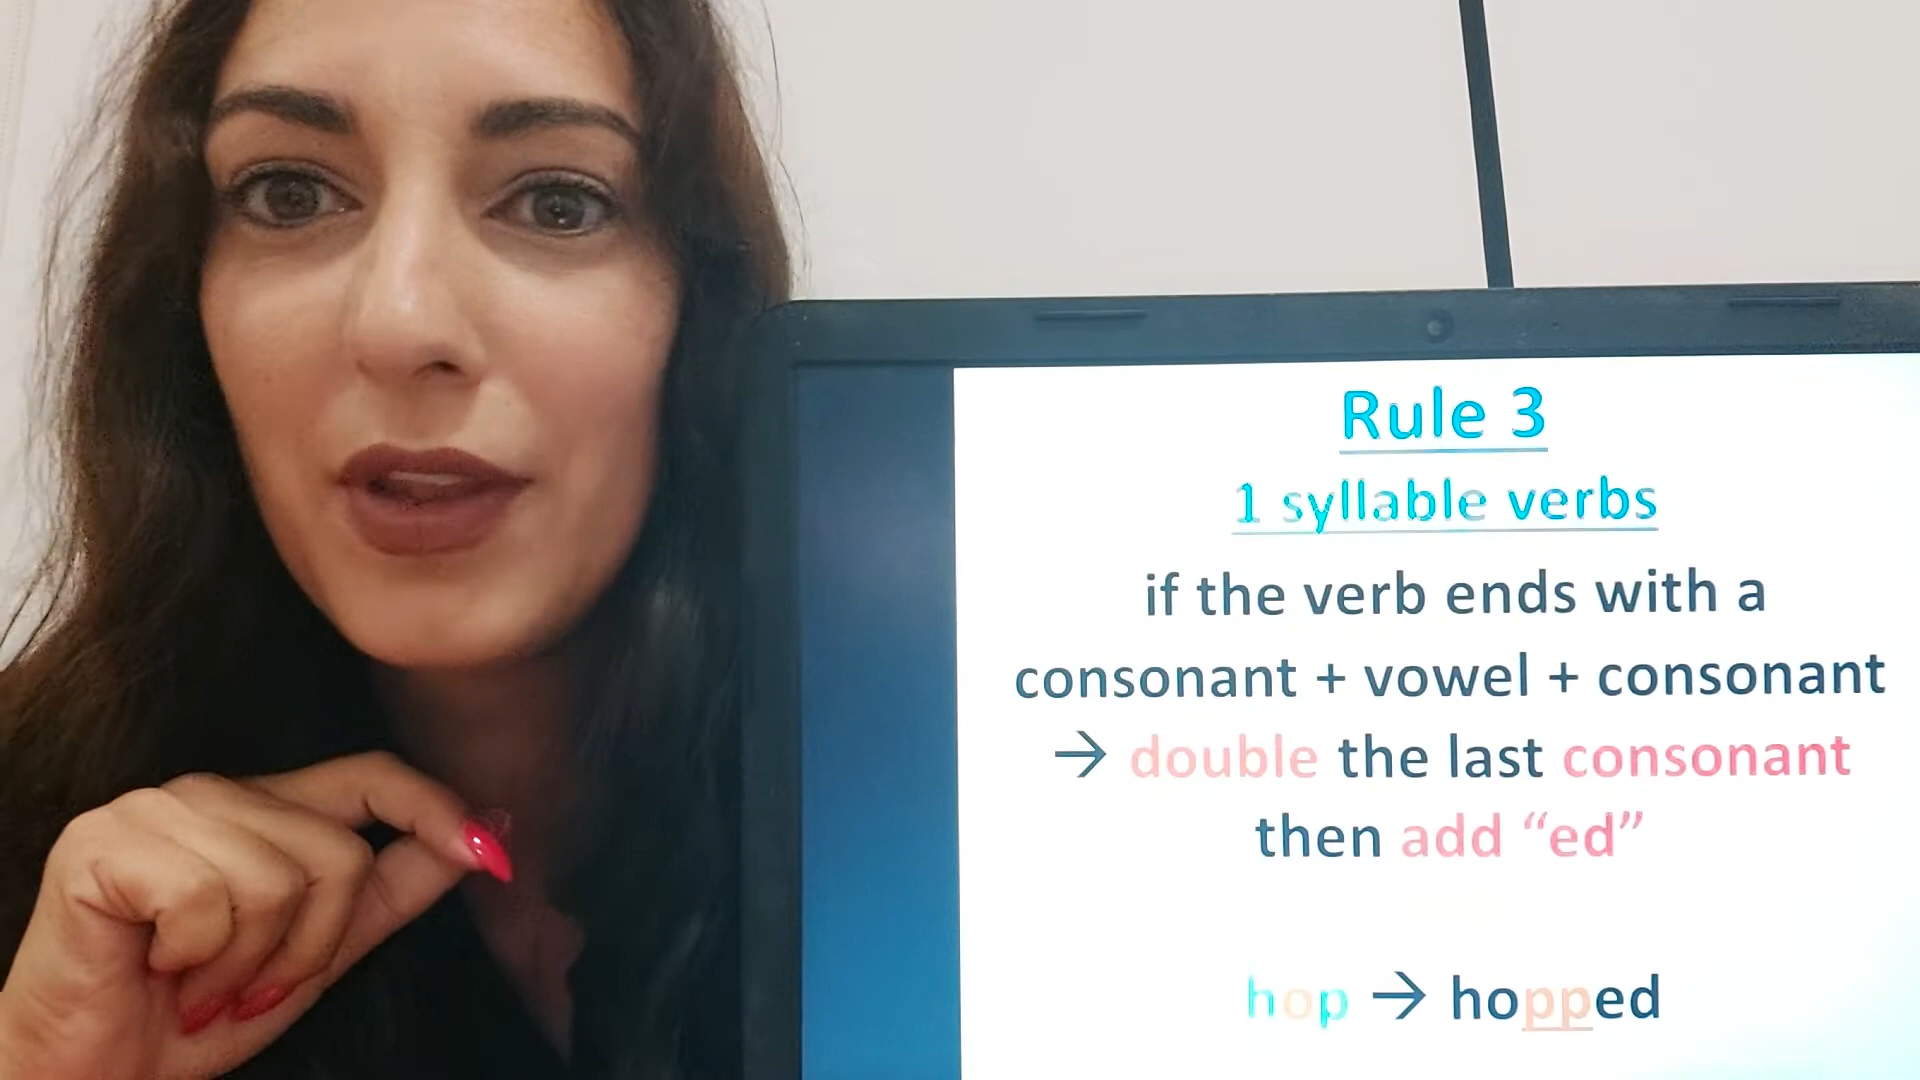 Rule 3
1 syllable verbs
if the verb ends with a
consonant + vowel + consonant
→ double the last consonant
then add “ed”
hop → hopped